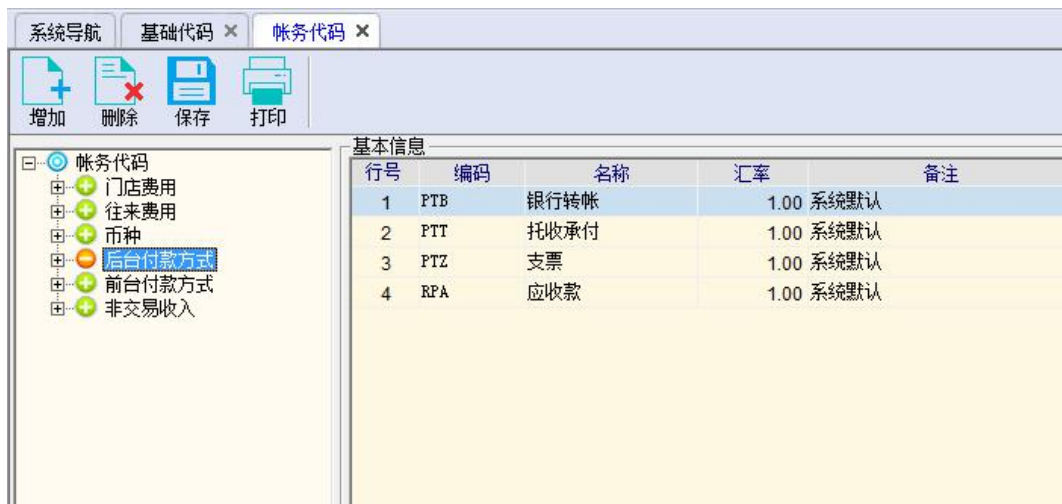 系统导航 基础代码 × 帐务代码 ×
增加 删除 保存 打印
帐务代码
门店费用
往来费用
币种
后台付款方式
前台付款方式
非交易收入
基本信息
行号 编码 名称 汇率 备注
1 PTB 银行转帐 1.00 系统默认
2 PTT 托收承付 1.00 系统默认
3 PTZ 支票 1.00 系统默认
4 RPA 应收款 1.00 系统默认